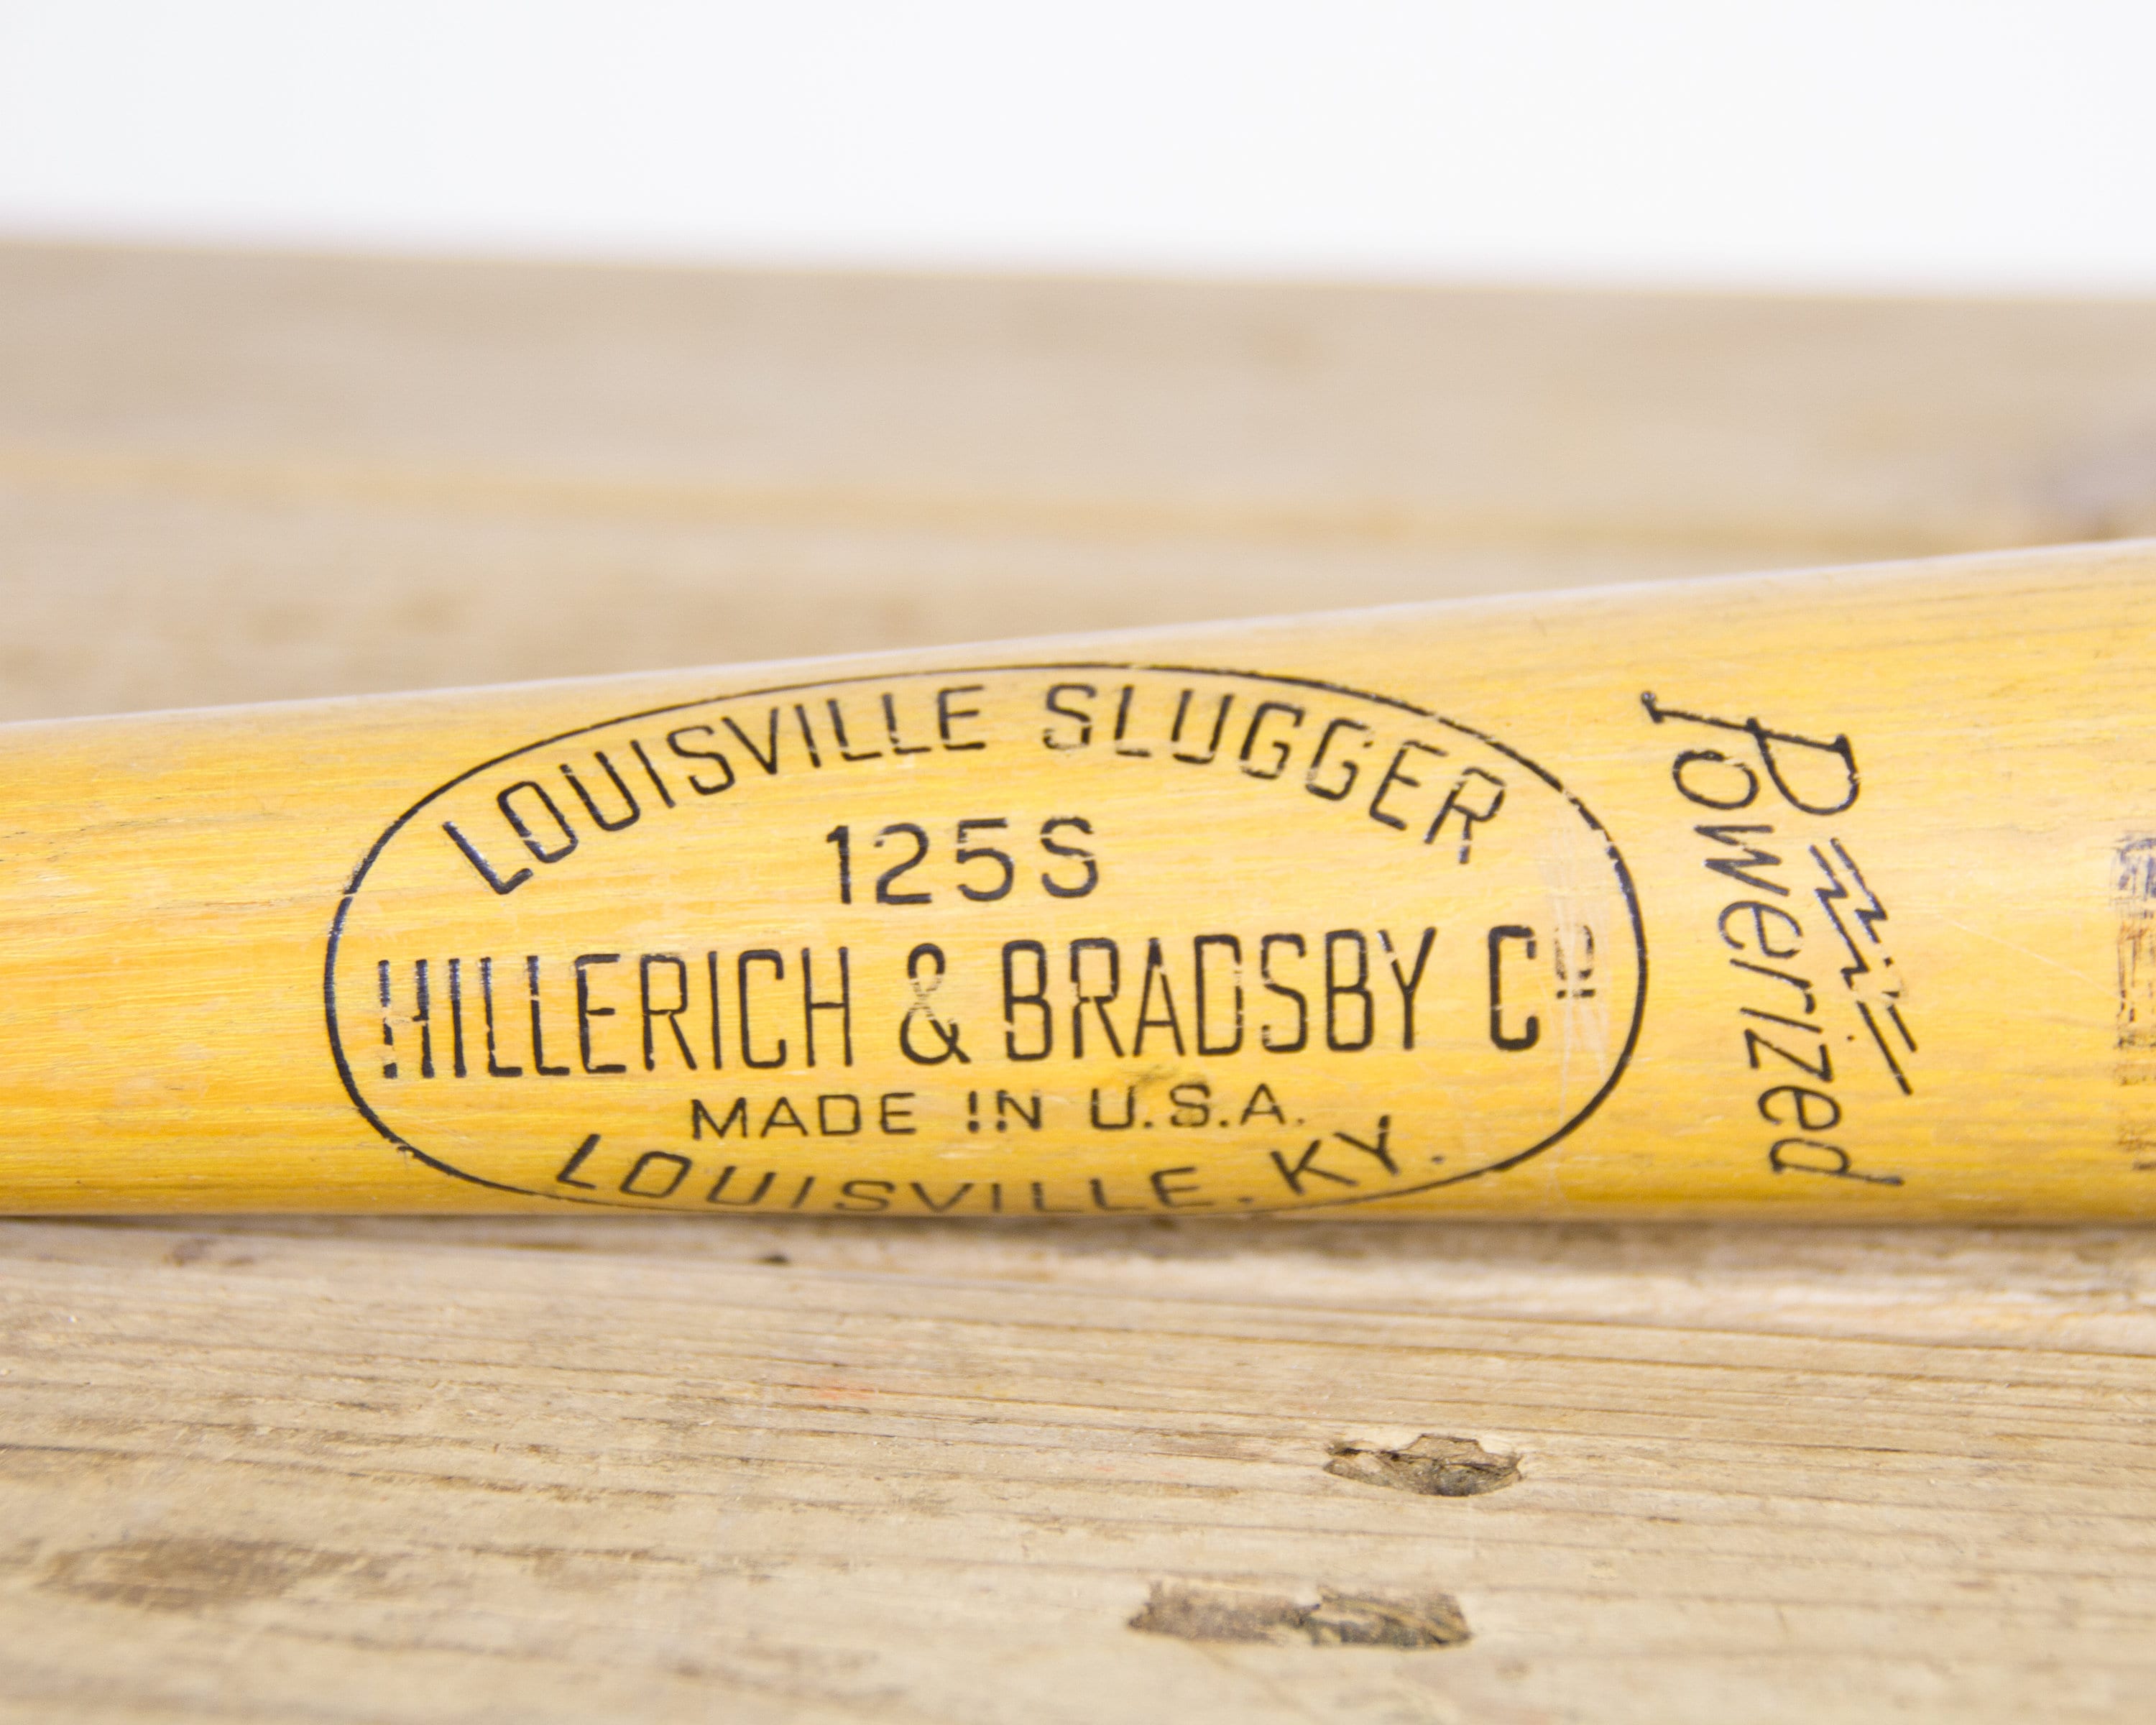 LOUISVILLE SLUGGER
125S
HILLERICH & BRADSBY Cº
MADE IN U.S.A.
LOUISVILLE. KY.
Powerized